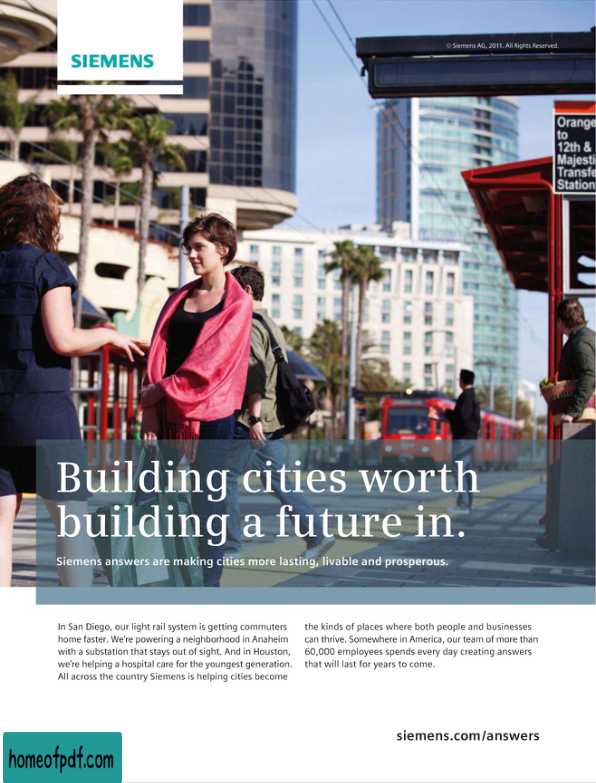 SIEMENS
© Siemens AG, 2011. All Rights Reserved.
Orange
to
12th &
Majesti
Transfe
Station
Building cities worth
building a future in.
Siemens answers are making cities more lasting, livable and prosperous.
In San Diego, our light rail system is getting commuters
home faster. We're powering a neighborhood in Anaheim
with a substation that stays out of sight. And in Houston,
we're helping a hospital care for the youngest generation.
All across the country Siemens is helping cities become
the kinds of places where both people and businesses
can thrive. Somewhere in America, our team of more than
60,000 employees spends every day creating answers
that will last for years to come.
siemens.com/answers
homeofpdf.com